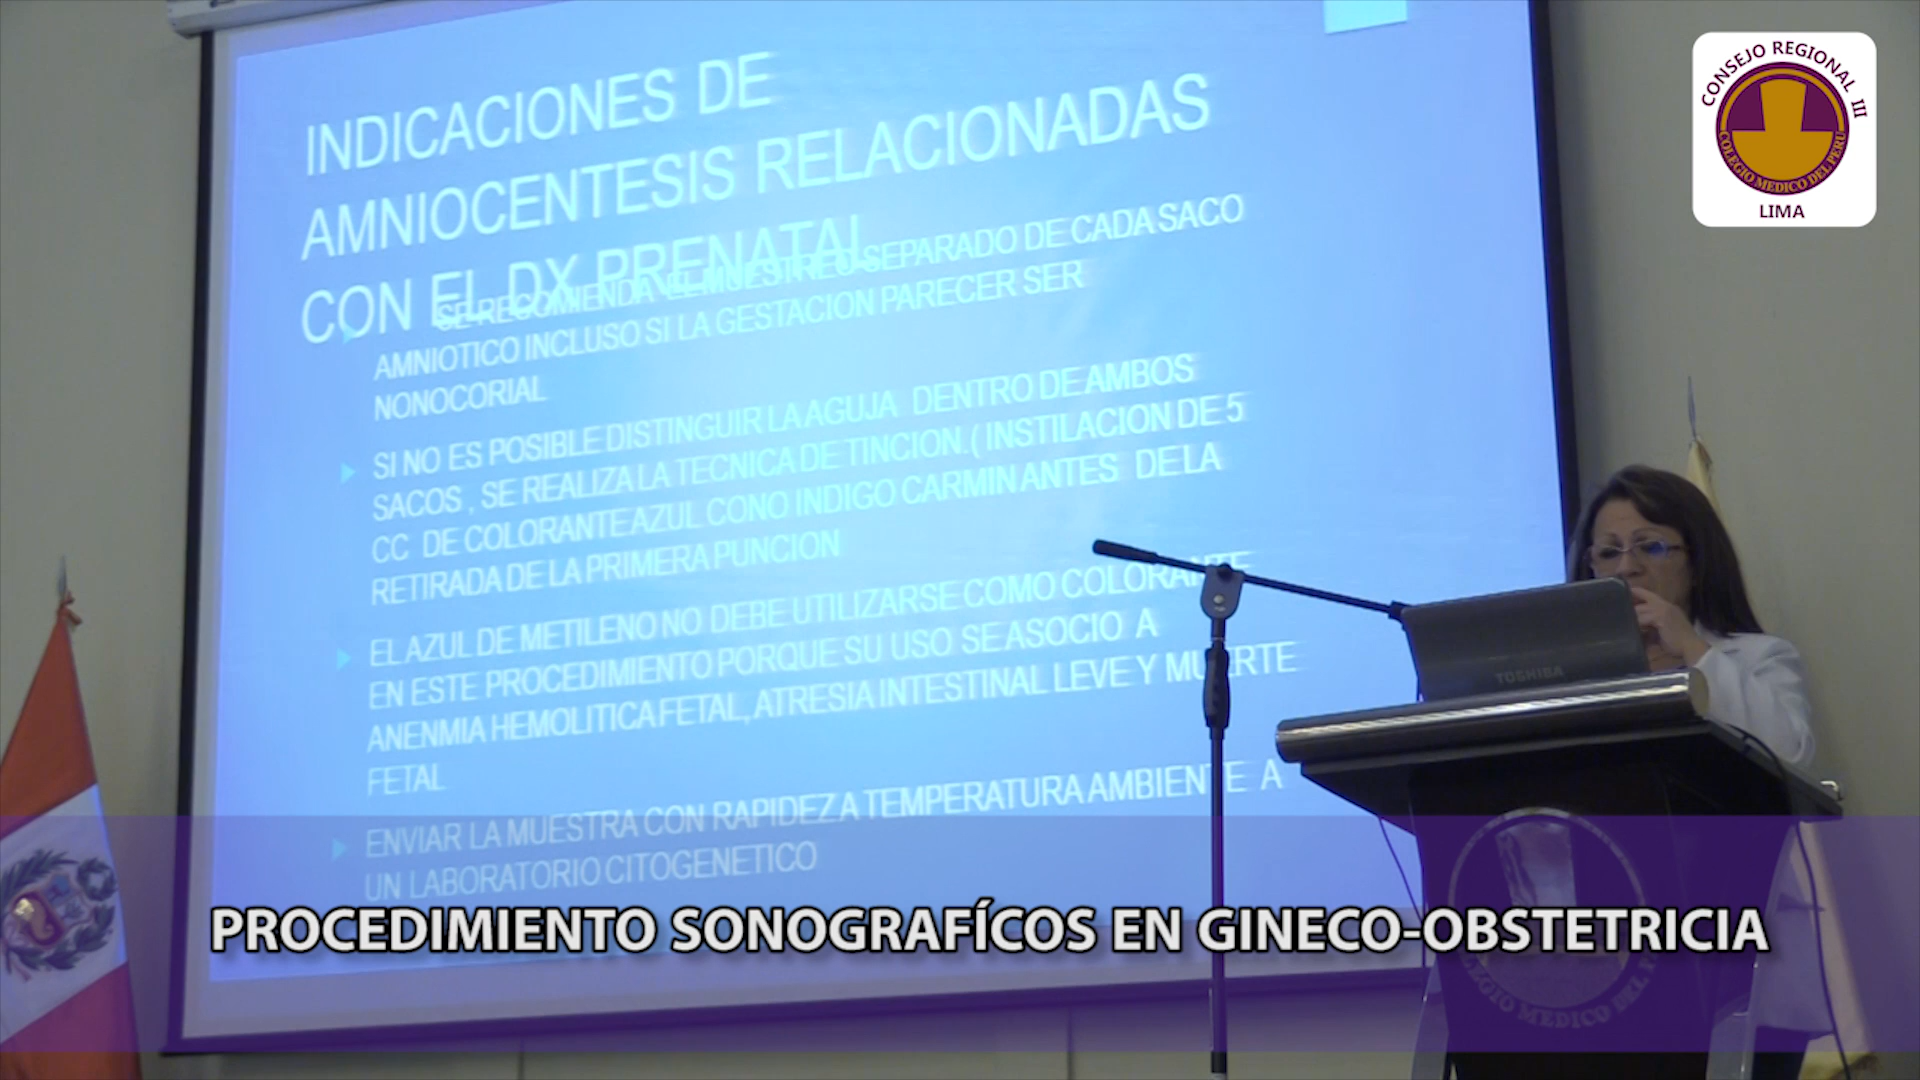 INDICACIONES DE
AMNIOCENTESIS RELACIONADAS
CON EL DX PRENATAL
SE RECOMIENDA EL MUESTREO SEPARADO DE CADA SACO
AMNIOTICO INCLUSO SI LA GESTACION PARECER SER
NONOCORIAL
SI NO ES POSIBLE DISTINGUIR LA AGUJA DENTRO DE AMBOS
SACOS , SE REALIZA LA TECNICA DE TINCION.( INSTILACION DE 5
CC DE COLORANTE AZUL CONO INDIGO CARMIN ANTES DE LA
RETIRADA DE LA PRIMERA PUNCION
EL AZUL DE METILENO NO DEBE UTILIZARSE COMO COLORANTE
EN ESTE PROCEDIMIENTO PORQUE SU USO SE ASOCIO A
ANENMIA HEMOLITICA FETAL, ATRESIA INTESTINAL LEVE Y MUERTE
FETAL
ENVIAR LA MUESTRA CON RAPIDEZ A TEMPERATURA AMBIENTE A
UN LABORATORIO CITOGENETICO
CONSEJO REGIONAL III
COLEGIO MEDICO DEL PERU
LIMA
TOSHIBA
PROCEDIMIENTO SONOGRAFÍCOS EN GINECO-OBSTETRICIA